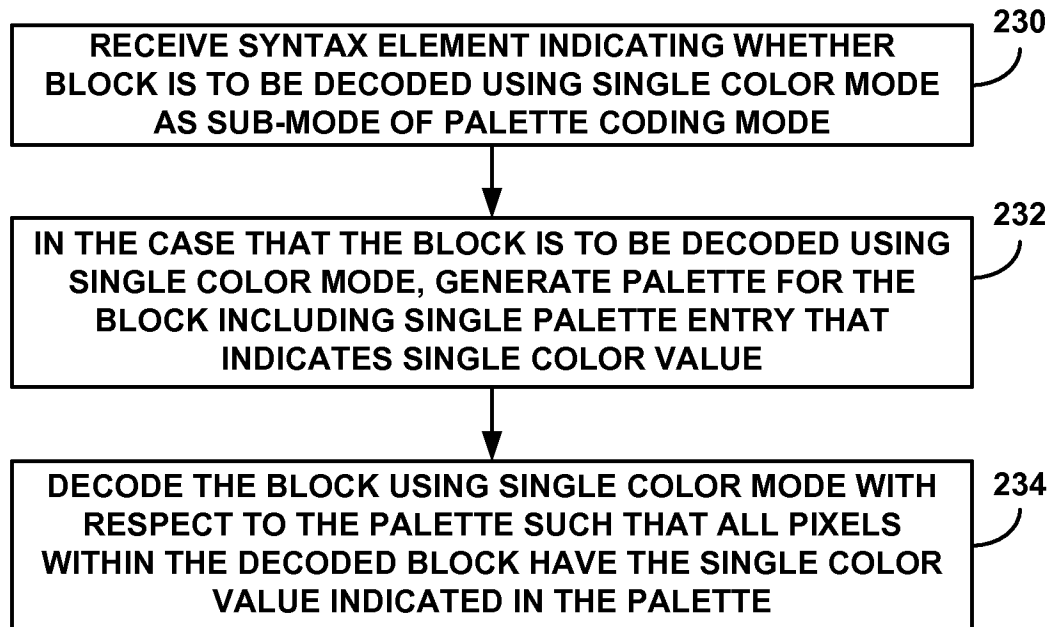 230
RECEIVE SYNTAX ELEMENT INDICATING WHETHER
BLOCK IS TO BE DECODED USING SINGLE COLOR MODE
AS SUB-MODE OF PALETTE CODING MODE
232
IN THE CASE THAT THE BLOCK IS TO BE DECODED USING
SINGLE COLOR MODE, GENERATE PALETTE FOR THE
BLOCK INCLUDING SINGLE PALETTE ENTRY THAT
INDICATES SINGLE COLOR VALUE
234
DECODE THE BLOCK USING SINGLE COLOR MODE WITH
RESPECT TO THE PALETTE SUCH THAT ALL PIXELS
WITHIN THE DECODED BLOCK HAVE THE SINGLE COLOR
VALUE INDICATED IN THE PALETTE